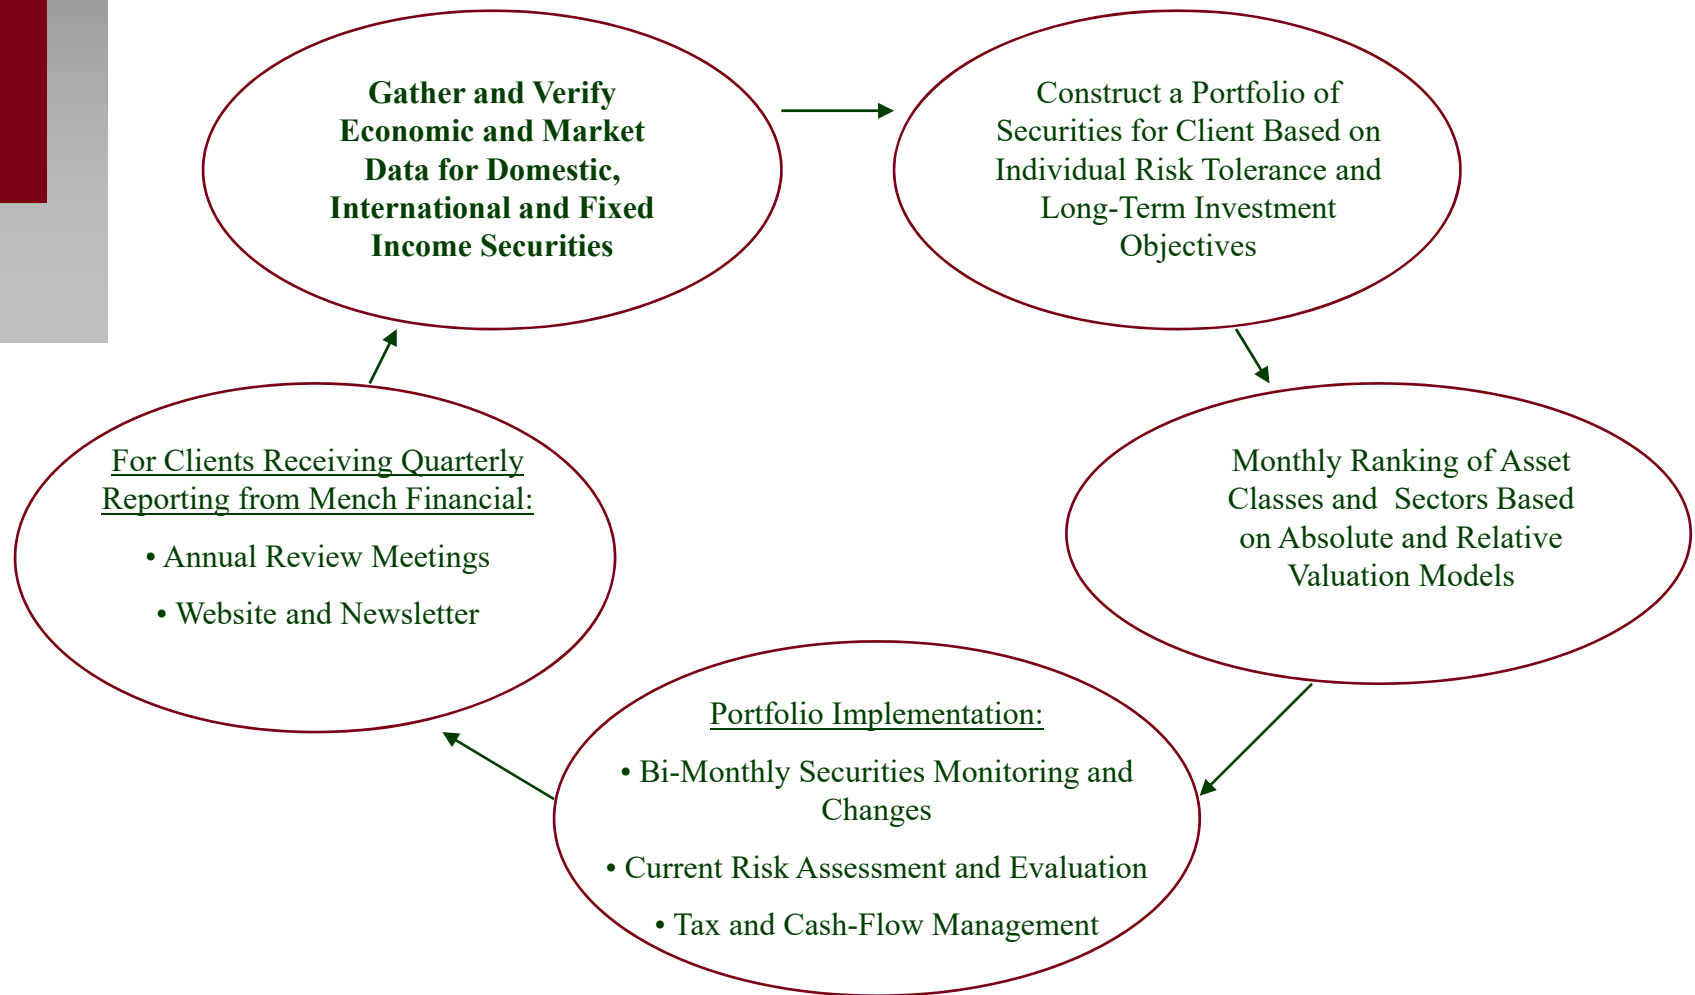 Gather and Verify
Economic and Market
Data for Domestic,
International and Fixed
Income Securities
Construct a Portfolio of
Securities for Client Based on
Individual Risk Tolerance and
Long-Term Investment
Objectives
Monthly Ranking of Asset
Classes and  Sectors Based
on Absolute and Relative
Valuation Models
Portfolio Implementation:
• Bi-Monthly Securities Monitoring and
Changes
• Current Risk Assessment and Evaluation
• Tax and Cash-Flow Management
For Clients Receiving Quarterly
Reporting from Mench Financial:
• Annual Review Meetings
• Website and Newsletter